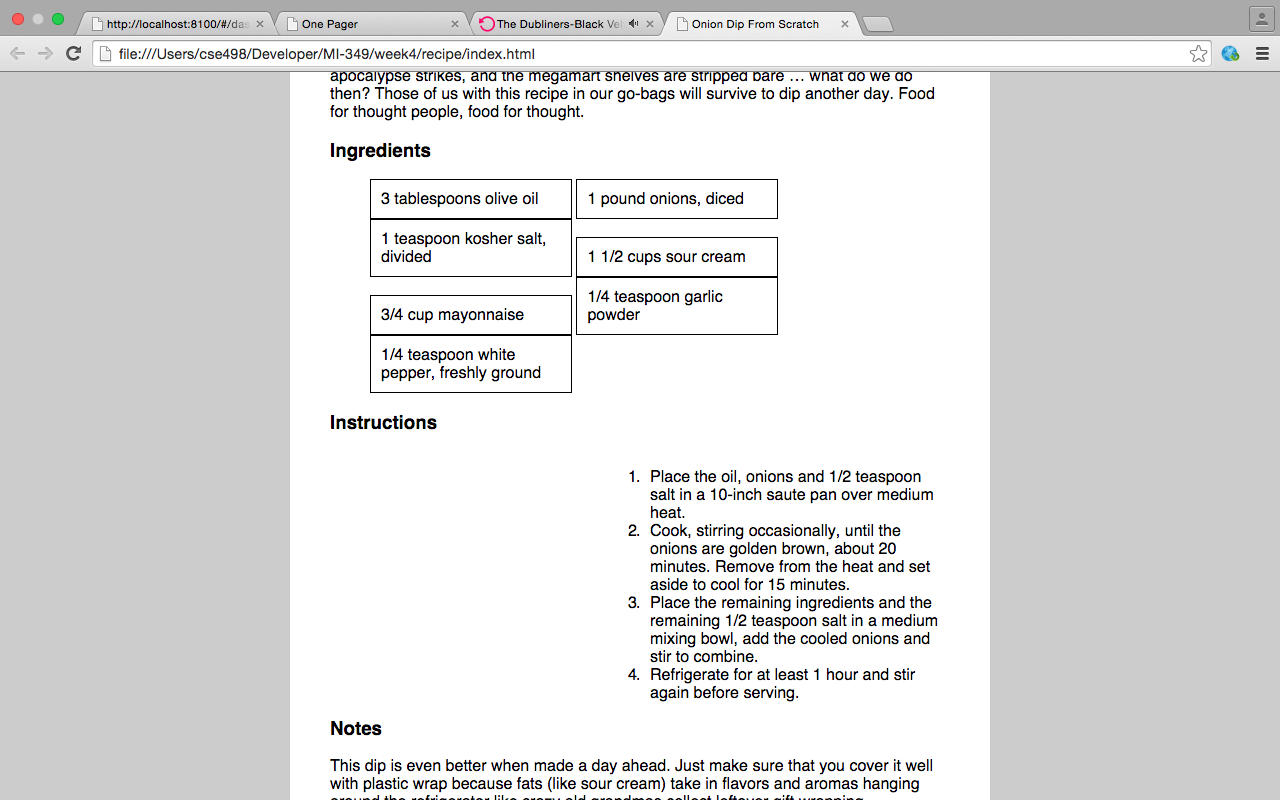 http://localhost:8100/#/das
One Pager
The Dubliners-Black Vel
Onion Dip From Scratch
file:///Users/cse498/Developer/MI-349/week4/recipe/index.html
apocalypse strikes, and the megamart shelves are stripped bare … what do we do
then? Those of us with this recipe in our go-bags will survive to dip another day. Food
for thought people, food for thought.
Ingredients
3 tablespoons olive oil
1 pound onions, diced
1 teaspoon kosher salt,
divided
1 1/2 cups sour cream
3/4 cup mayonnaise
1/4 teaspoon garlic
powder
1/4 teaspoon white
pepper, freshly ground
Instructions
1. Place the oil, onions and 1/2 teaspoon
salt in a 10-inch saute pan over medium
heat.
2. Cook, stirring occasionally, until the
onions are golden brown, about 20
minutes. Remove from the heat and set
aside to cool for 15 minutes.
3. Place the remaining ingredients and the
remaining 1/2 teaspoon salt in a medium
mixing bowl, add the cooled onions and
stir to combine.
4. Refrigerate for at least 1 hour and stir
again before serving.
Notes
This dip is even better when made a day ahead. Just make sure that you cover it well
with plastic wrap because fats (like sour cream) take in flavors and aromas hanging
around the refrigerator like crazy old grandmas collect leftover gift wrapping.